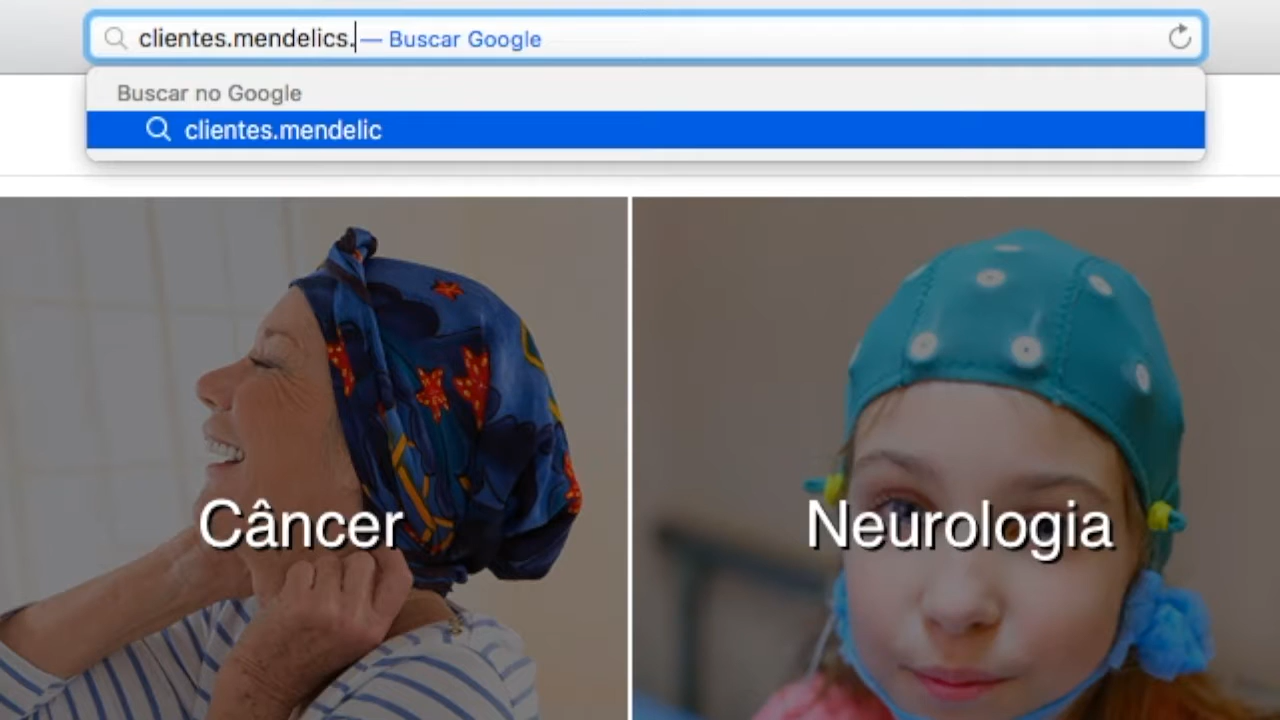 clientes.mendelics. — Buscar Google
Buscar no Google
clientes.mendelic
Câncer
Neurologia